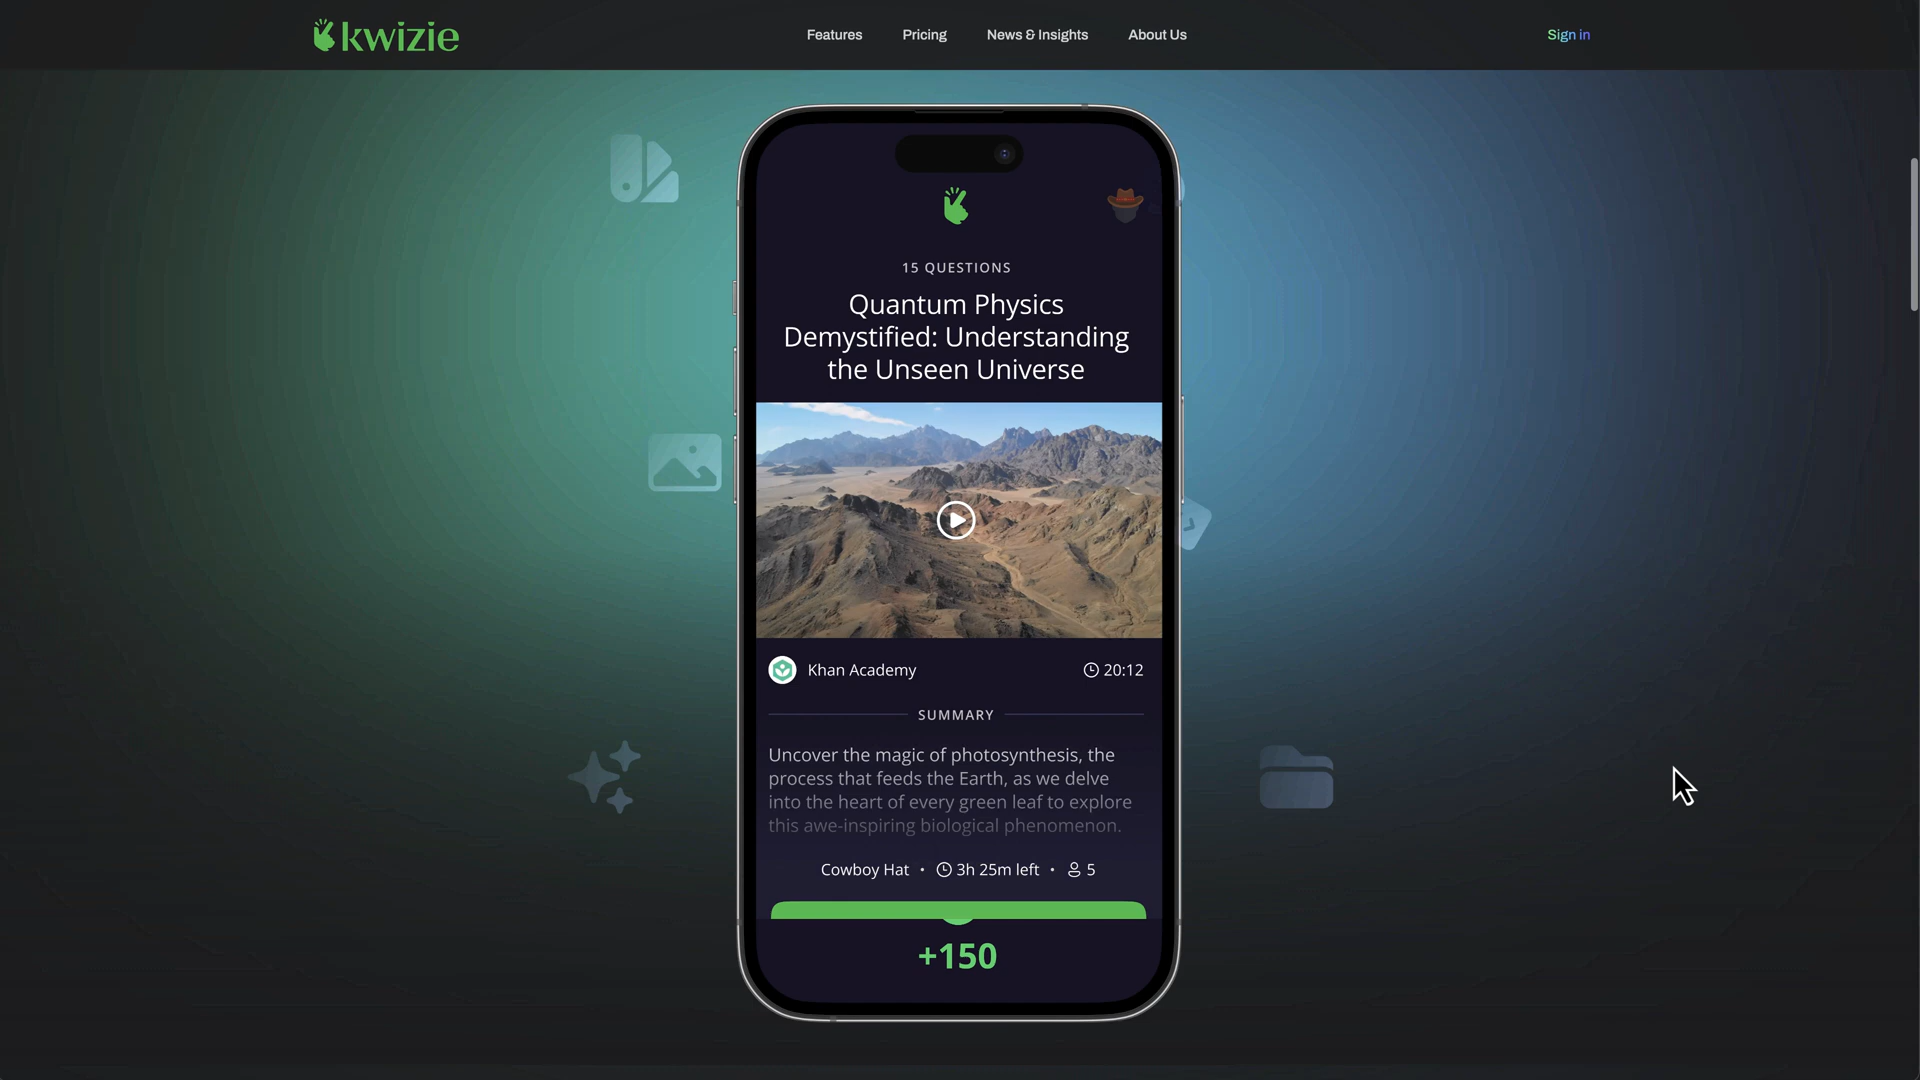 kwizie
Features
Pricing
News & Insights
About Us
Sign in
15 QUESTIONS
Quantum Physics
Demystified: Understanding
the Unseen Universe
Khan Academy
20:12
SUMMARY
Uncover the magic of photosynthesis, the
process that feeds the Earth, as we delve
into the heart of every green leaf to explore
this awe-inspiring biological phenomenon.
Cowboy Hat • 3h 25m left • 5
+150